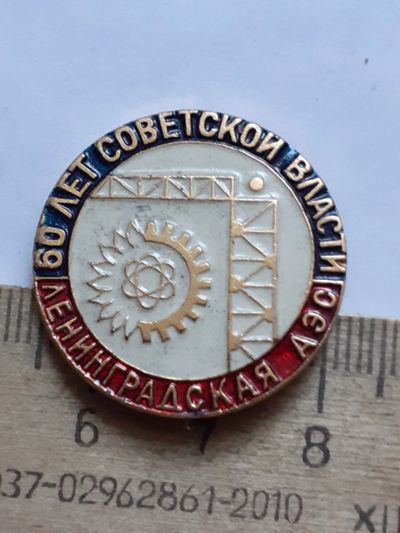 60 ЛЕТ СОВЕТСКОЙ ВЛАСТИ
ЛЕНИНГРАДСКАЯ АЭС
6 7 8
037-02962861-2010